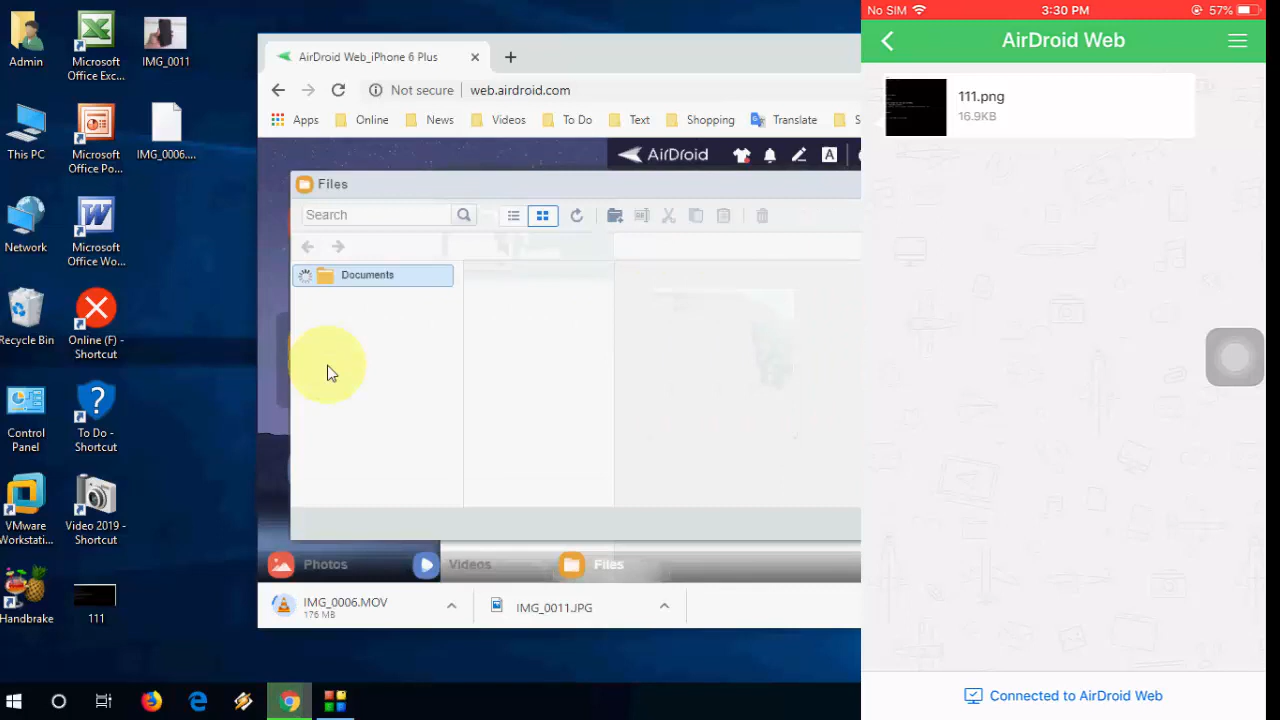 Admin
Microsoft
Office Exc...
IMG_0011
This PC
Microsoft
Office Po...
IMG_0006....
Network
Microsoft
Office Wo...
Recycle Bin
Online (F) -
Shortcut
Control
Panel
To Do -
Shortcut
VMware
Workstati...
Video 2019 -
Shortcut
Handbrake
111
AirDroid Web_iPhone 6 Plus
Not secure
web.airdroid.com
Apps
Online
News
Videos
To Do
Text
Shopping
Translate
AirDroid
A
Files
Search
Documents
Photos
Videos
Files
IMG_0006.MOV
176 MB
IMG_0011.JPG
No SIM
3:30 PM
57%
AirDroid Web
111.png
16.9KB
Connected to AirDroid Web